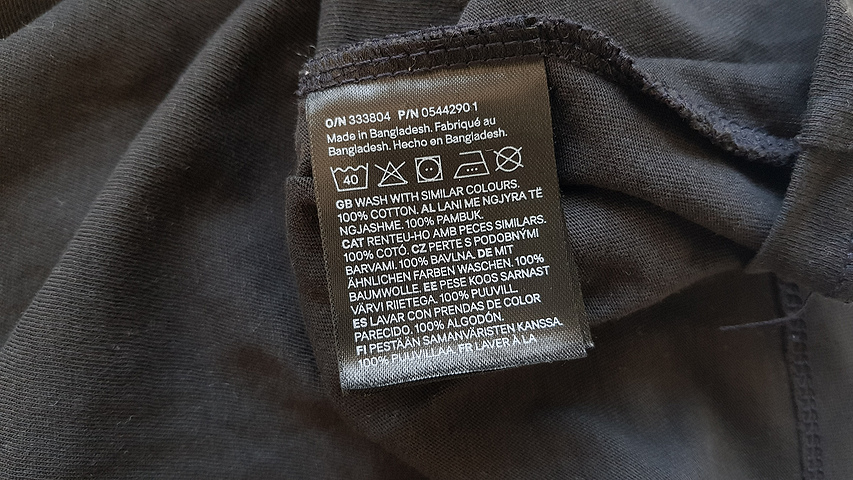 O/N 333804 P/N 0544290 1
Made in Bangladesh. Fabriqué au
Bangladesh. Hecho en Bangladesh.
40
GB WASH WITH SIMILAR COLOURS.
100% COTTON. AL LANI ME NGJYRA TË
NGJASHME. 100% PAMBUK.
CAT RENTEU-HO AMB PECES SIMILARS.
100% COTÓ. CZ PERTE S PODOBNÝMI
BARVAMI. 100% BAVLNA. DE MIT
ÄHNLICHEN FARBEN WASCHEN. 100%
BAUMWOLLE. EE PESE KOOS SARNAST
VÄRVI RIIETEGA. 100% PUUVILL.
ES LAVAR CON PRENDAS DE COLOR
PARECIDO. 100% ALGODÓN.
FI PESTÄÄN SAMANVÄRISTEN KANSSA.
100% PUUVILLAA. FR LAVER À LA